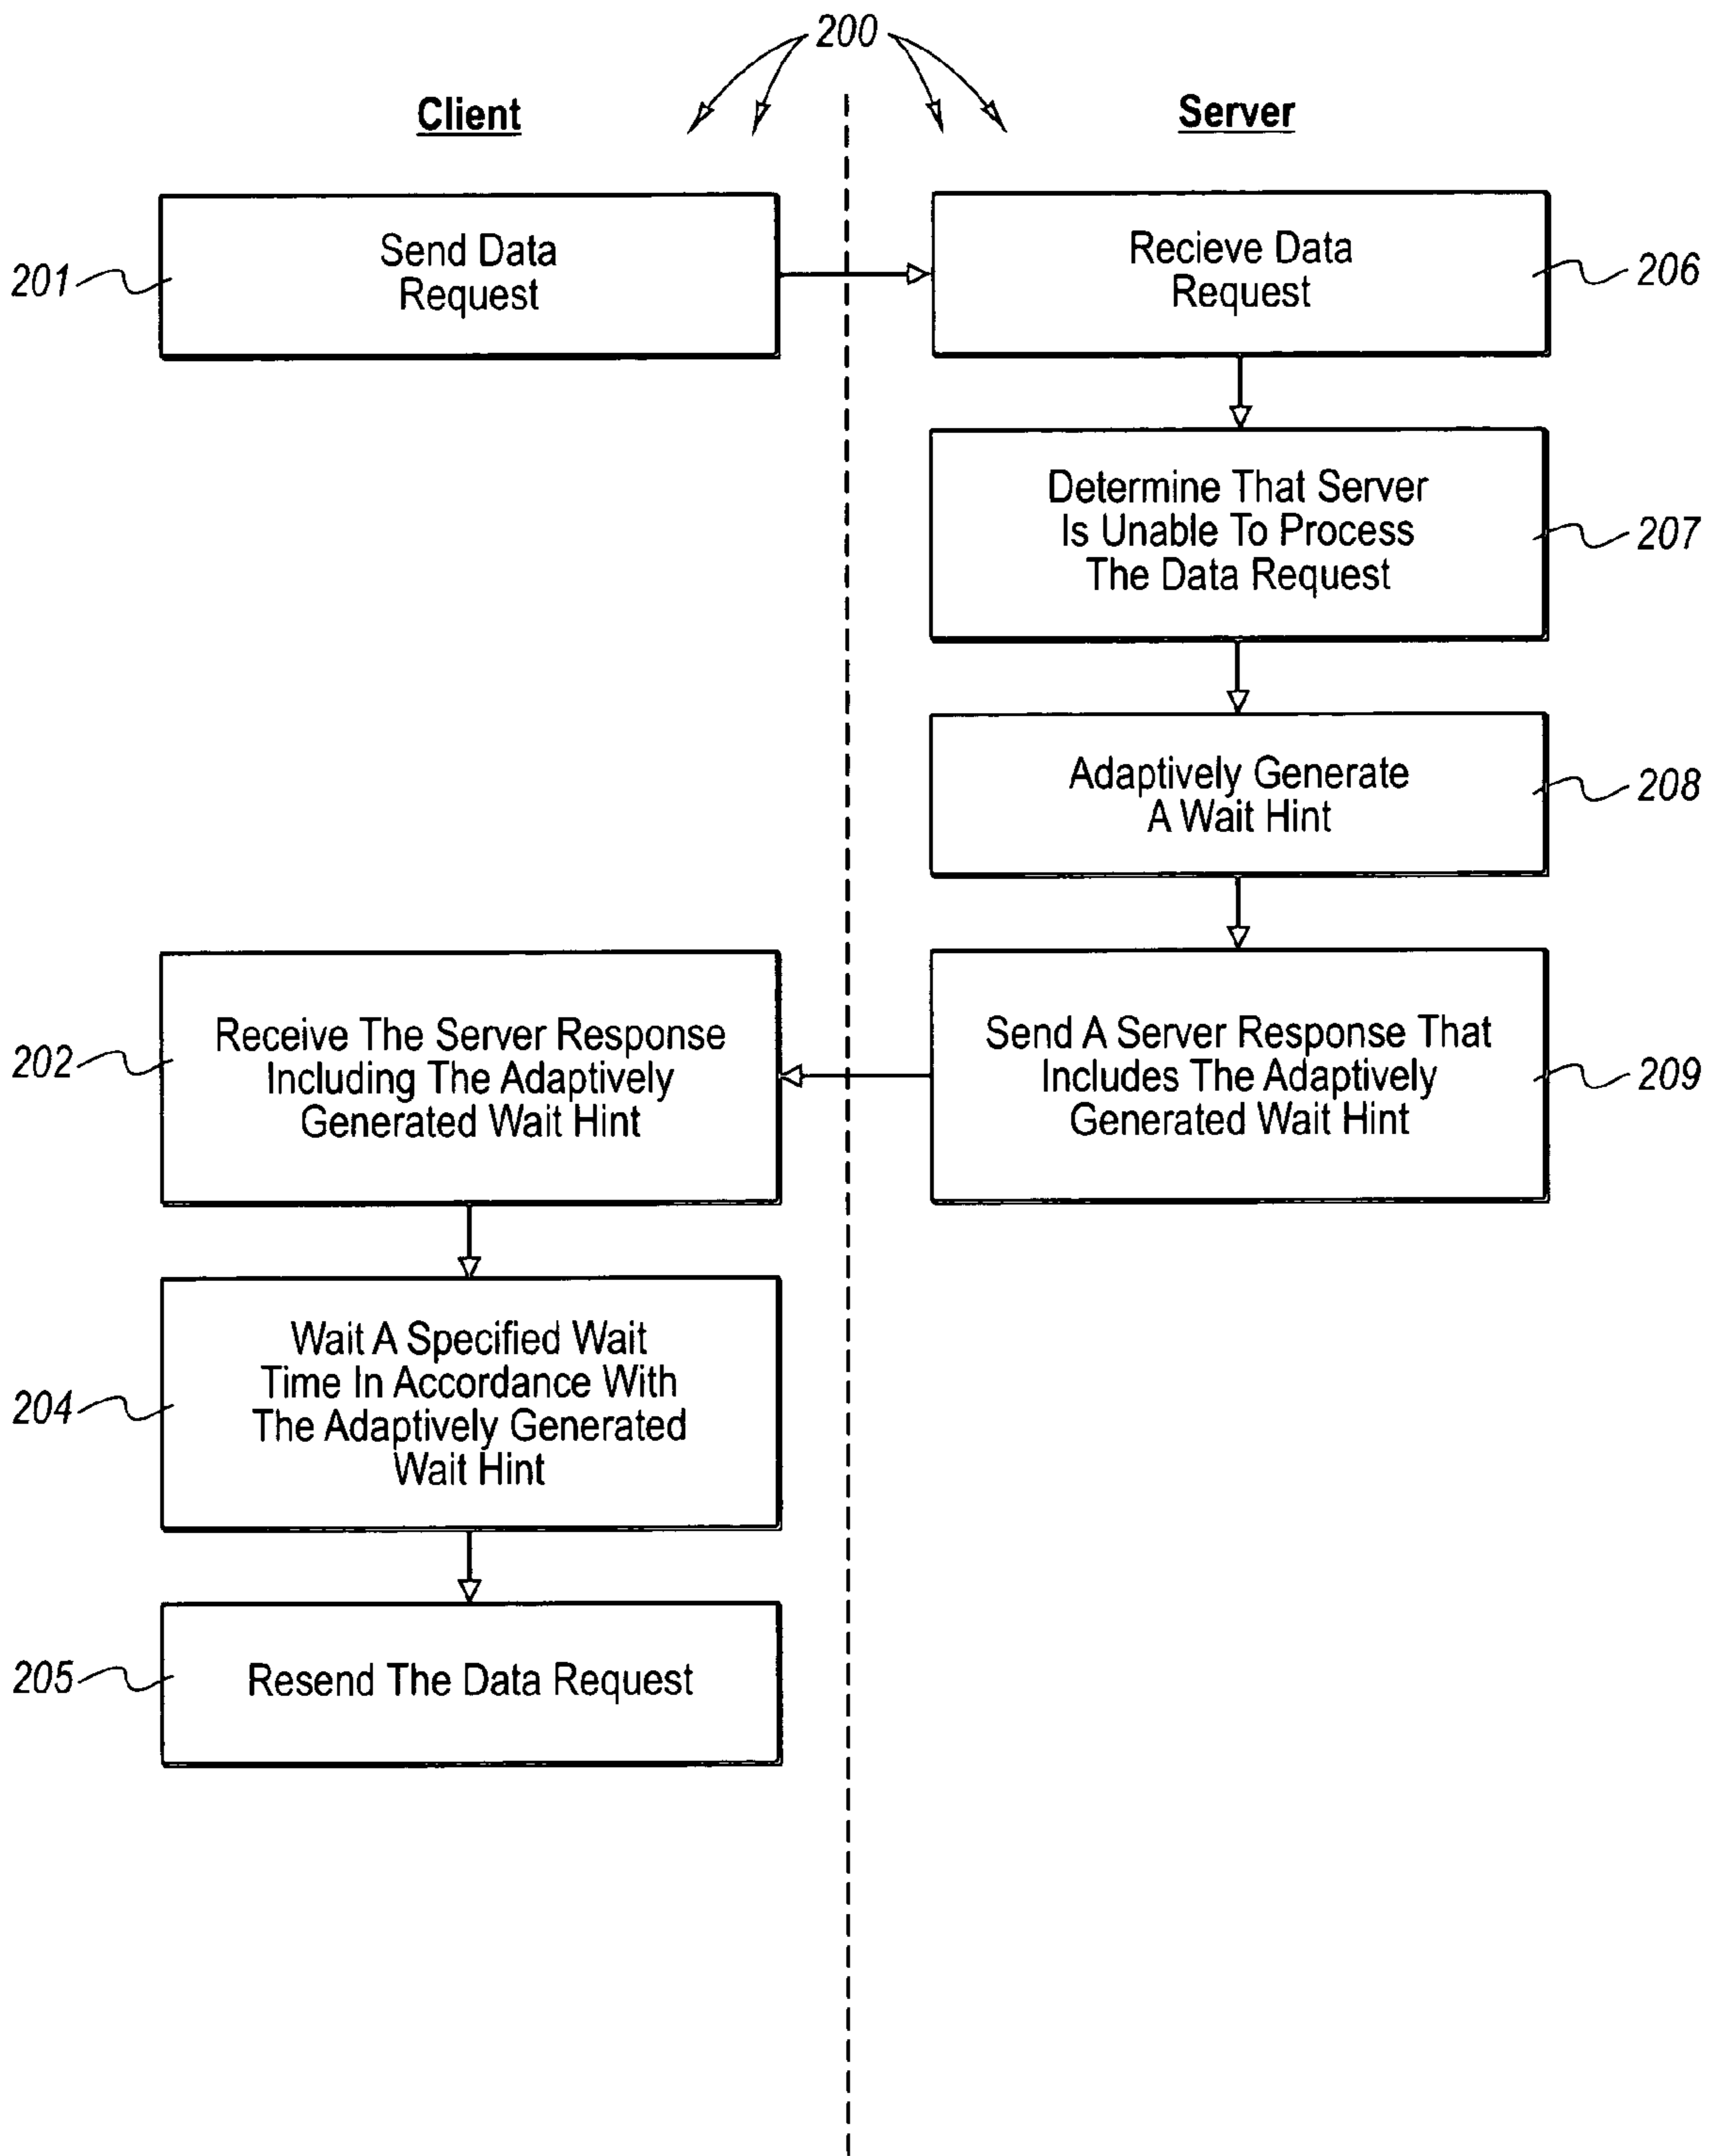 200
Client
Server
201
Send Data
Request
Recieve Data
Request
206
Determine That Server
Is Unable To Process
The Data Request
207
Adaptively Generate
A Wait Hint
208
202
Receive The Server Response
Including The Adaptively
Generated Wait Hint
Send A Server Response That
Includes The Adaptively
Generated Wait Hint
209
204
Wait A Specified Wait
Time In Accordance With
The Adaptively Generated
Wait Hint
205
Resend The Data Request